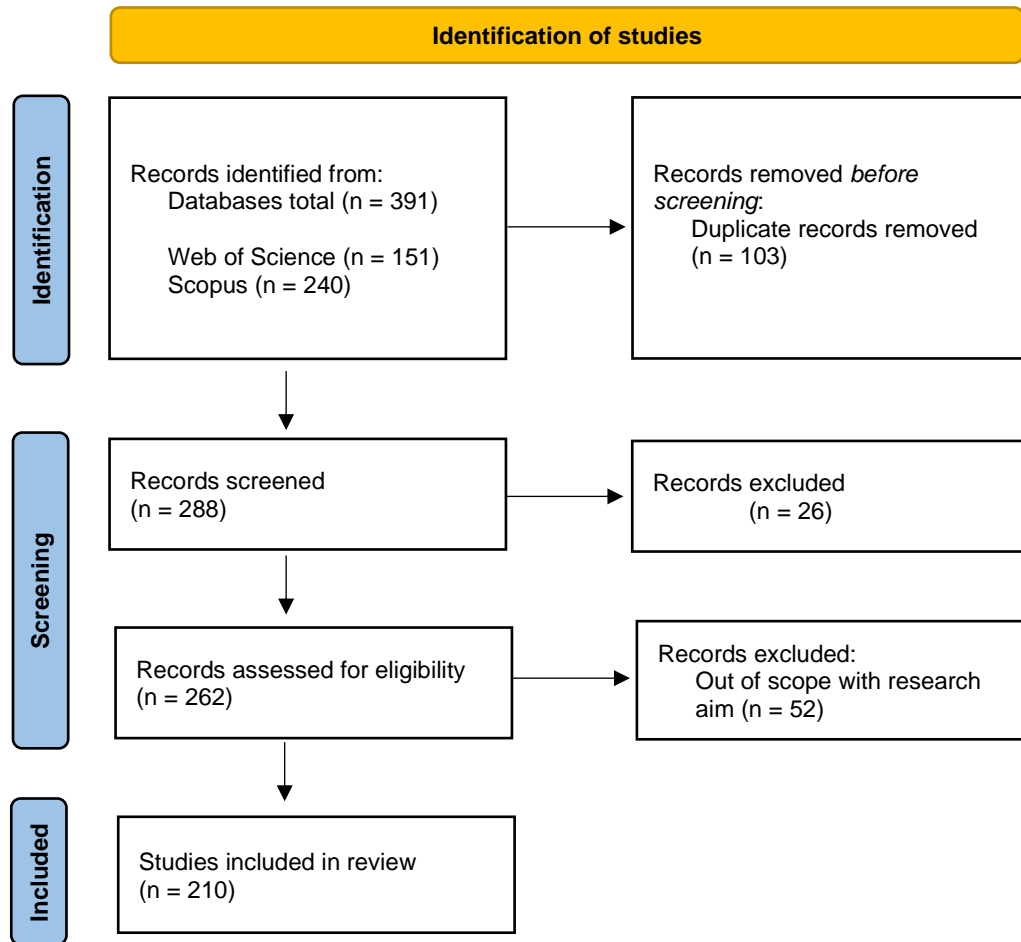 Identification of studies
Identification
Records identified from:
Databases total (n = 391)
Web of Science (n = 151)
Scopus (n = 240)
Records removed before
screening:
Duplicate records removed
(n = 103)
Screening
Records screened
(n = 288)
Records excluded
(n = 26)
Records assessed for eligibility
(n = 262)
Records excluded:
Out of scope with research
aim (n = 52)
Included
Studies included in review
(n = 210)